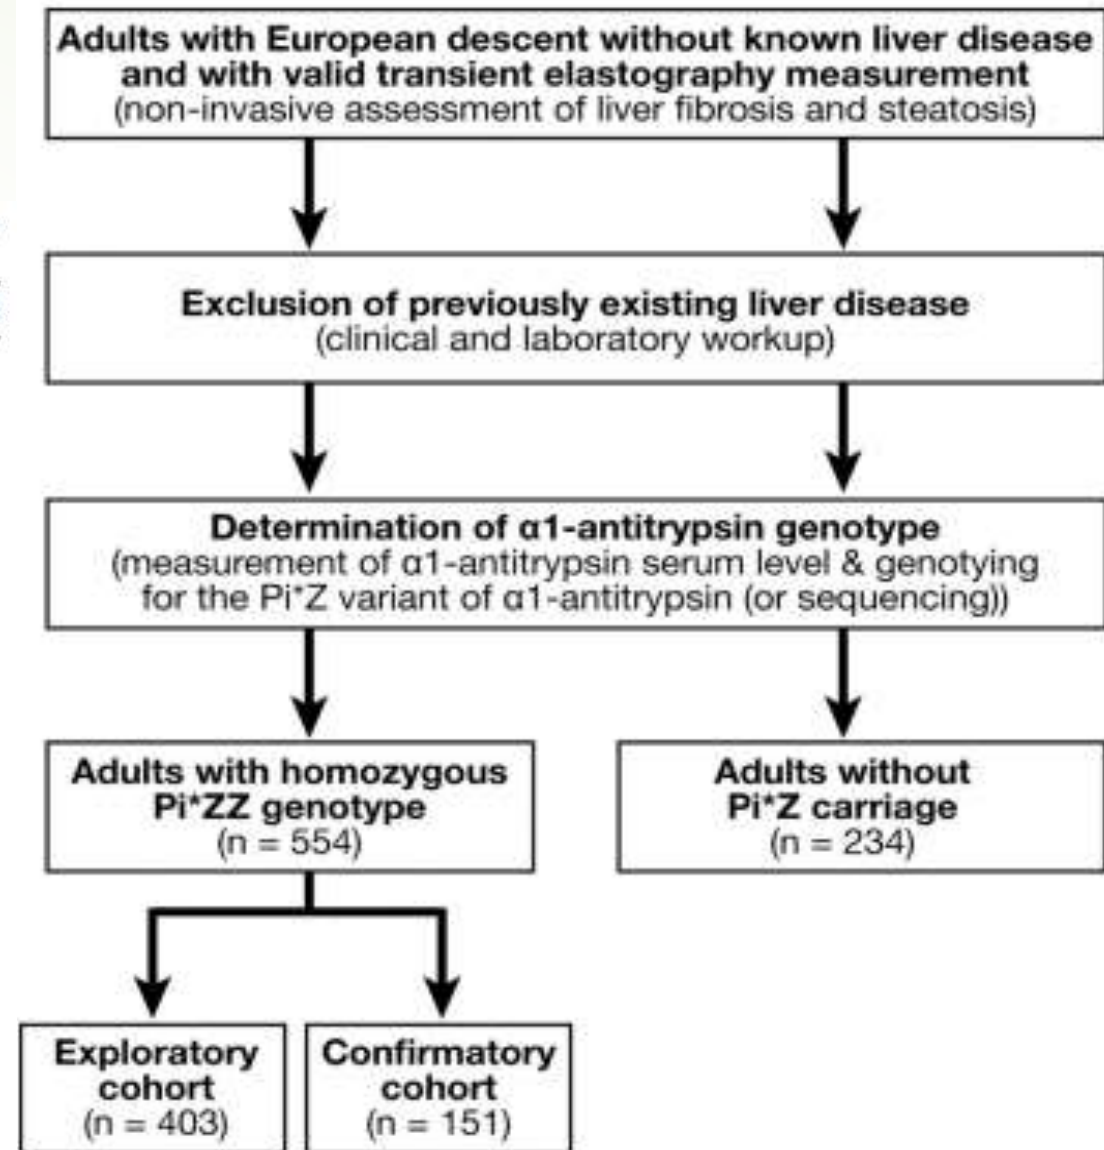 Adults with European descent without known liver disease
and with valid transient elastography measurement
(non-invasive assessment of liver fibrosis and steatosis)
Exclusion of previously existing liver disease
(clinical and laboratory workup)
Determination of α1-antitrypsin genotype
(measurement of α1-antitrypsin serum level & genotying
for the Pi*Z variant of α1-antitrypsin (or sequencing))
Adults with homozygous
Pi*ZZ genotype
(n = 554)
Adults without
Pi*Z carriage
(n = 234)
Exploratory
cohort
(n = 403)
Confirmatory
cohort
(n = 151)